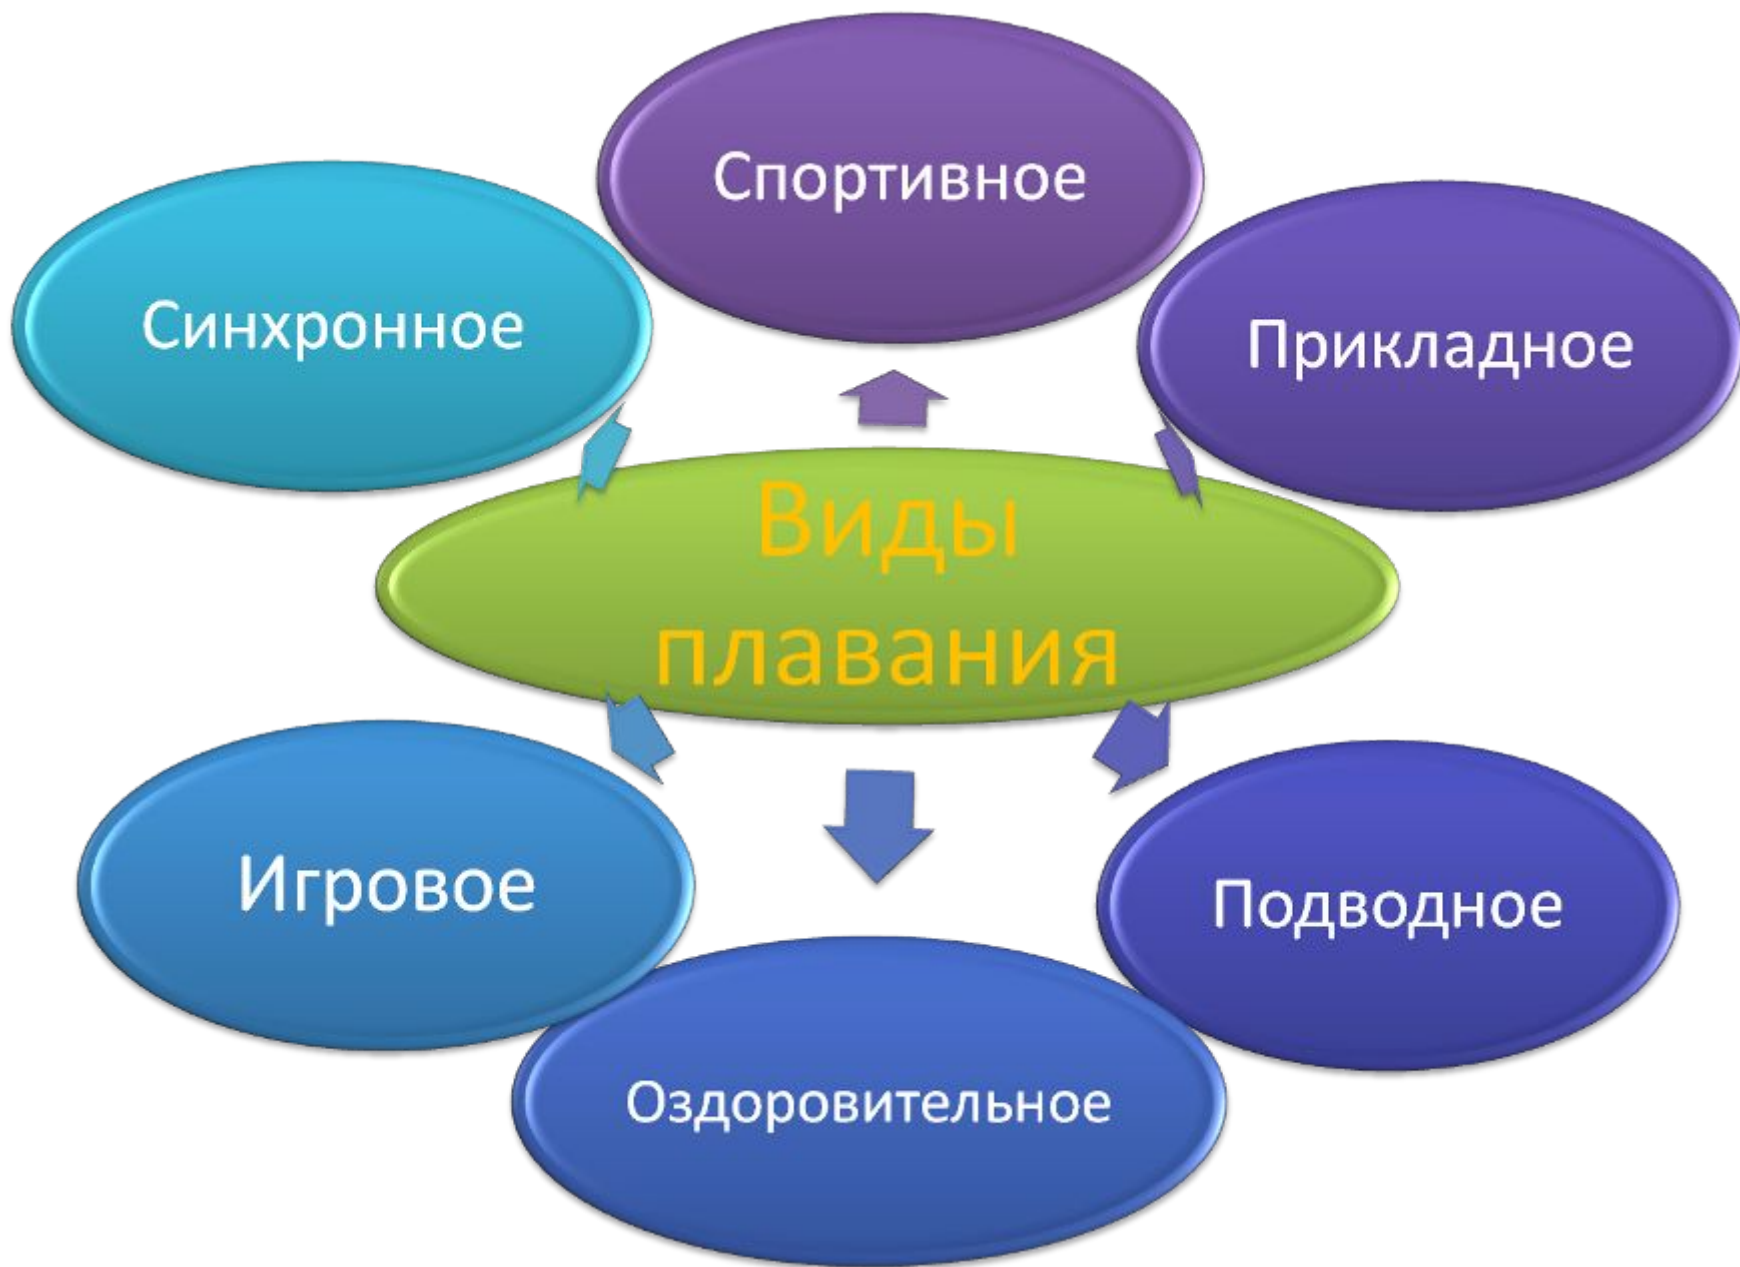 Спортивное
Синхронное
Прикладное
Виды
плавания
Игровое
Подводное
Оздоровительное